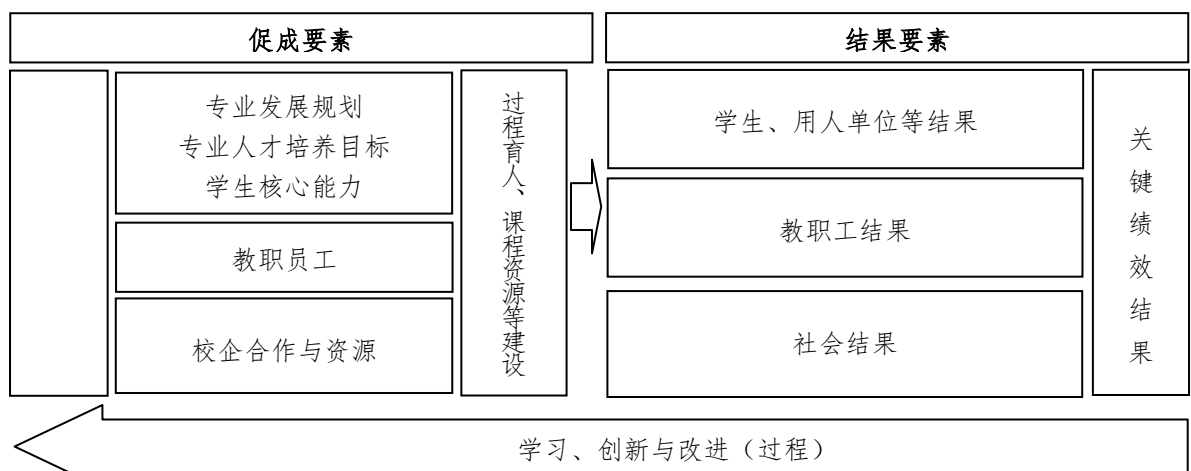 促成要素
结果要素
专业发展规划
专业人才培养目标
学生核心能力
教职员工
校企合作与资源
过程育人、课程资源等建设
学生、用人单位等结果
教职工结果
社会结果
关键绩效结果
学习、创新与改进（过程）